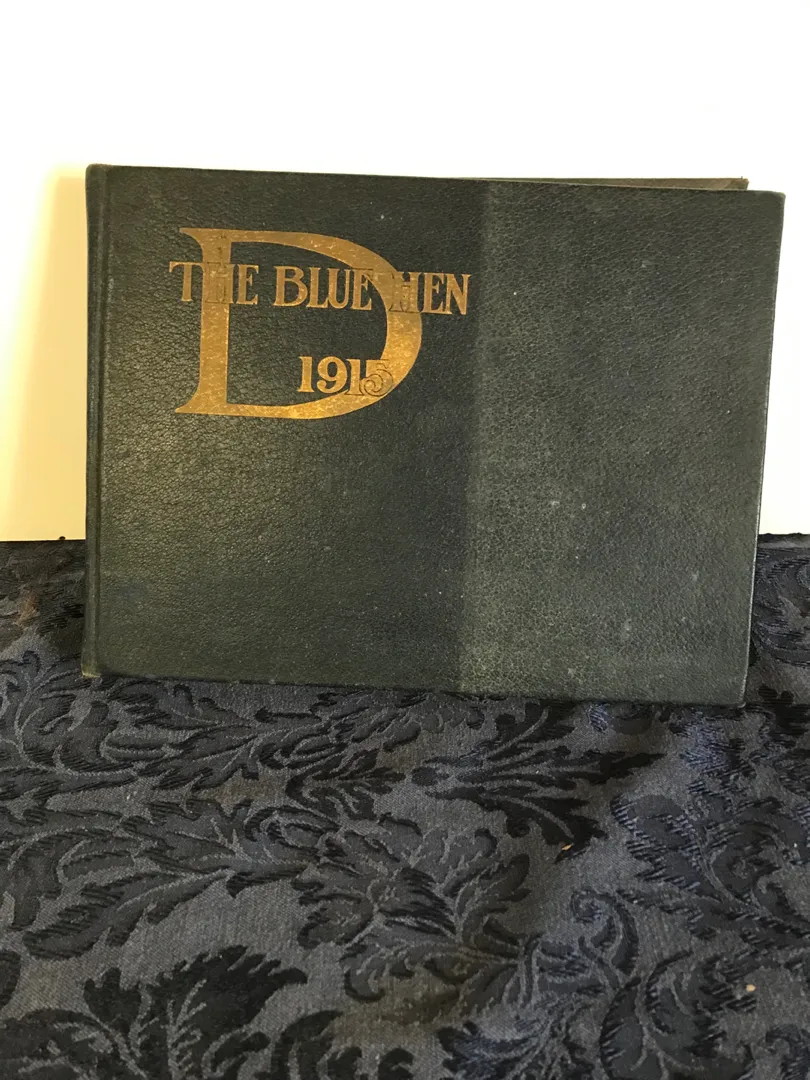 D
THE BLUE HEN
1915